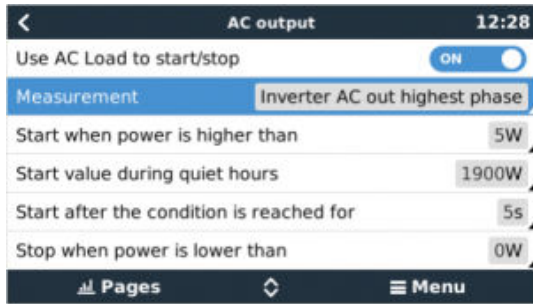 AC output 12:28
Use AC Load to start/stop ON
Measurement Inverter AC out highest phase
Start when power is higher than 5W
Start value during quiet hours 1900W
Start after the condition is reached for 5s
Stop when power is lower than 0W
Pages Menu